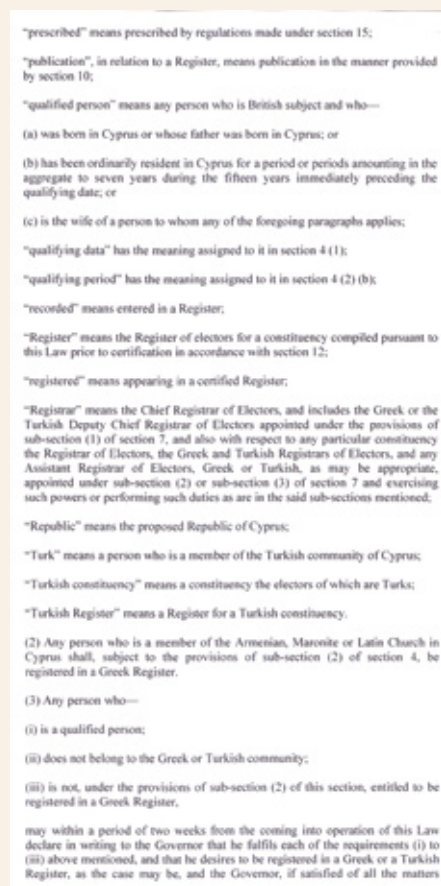 “prescribed” means prescribed by regulations made under section 15;
“publication”, in relation to a Register, means publication in the manner provided
by section 10;
“qualified person” means any person who is British subject and who—
(a) was born in Cyprus or whose father was born in Cyprus; or
(b) has been ordinarily resident in Cyprus for a period or periods amounting in the
aggregate to seven years during the fifteen years immediately preceding the
qualifying date; or
(c) is the wife of a person to whom any of the foregoing paragraphs applies;
“qualifying data” has the meaning assigned to it in section 4 (1);
“qualifying period” has the meaning assigned to it in section 4 (2) (b);
“recorded” means entered in a Register;
“Register” means the Register of electors for a constituency compiled pursuant to
this Law prior to certification in accordance with section 12;
“registered” means appearing in a certified Register;
“Registrar” means the Chief Registrar of Electors, and includes the Greek or the
Turkish Deputy Chief Registrar of Electors appointed under the provisions of
sub-section (1) of section 7, and also with respect to any particular constituency
the Registrar of Electors, the Greek and Turkish Registrars of Electors, and any
Assistant Registrar of Electors, Greek or Turkish, as may be appropriate,
appointed under sub-section (2) or sub-section (3) of section 7 and exercising
such powers or performing such duties as are in the said sub-sections mentioned;
“Republic” means the proposed Republic of Cyprus;
“Turk” means a person who is a member of the Turkish community of Cyprus;
“Turkish constituency” means a constituency the electors of which are Turks;
“Turkish Register” means a Register for a Turkish constituency.
(2) Any person who is a member of the Armenian, Maronite or Latin Church in
Cyprus shall, subject to the provisions of sub-section (2) of section 4, be
registered in a Greek Register.
(3) Any person who—
(i) is a qualified person;
(ii) does not belong to the Greek or Turkish community;
(iii) is not, under the provisions of sub-section (2) of this section, entitled to be
registered in a Greek Register,
may within a period of two weeks from the coming into operation of this Law
declare in writing to the Governor that he fulfils each of the requirements (i) to
(iii) above mentioned, and that he desires to be registered in a Greek or a Turkish
Register, as the case may be, and the Governor, if satisfied of all the matters